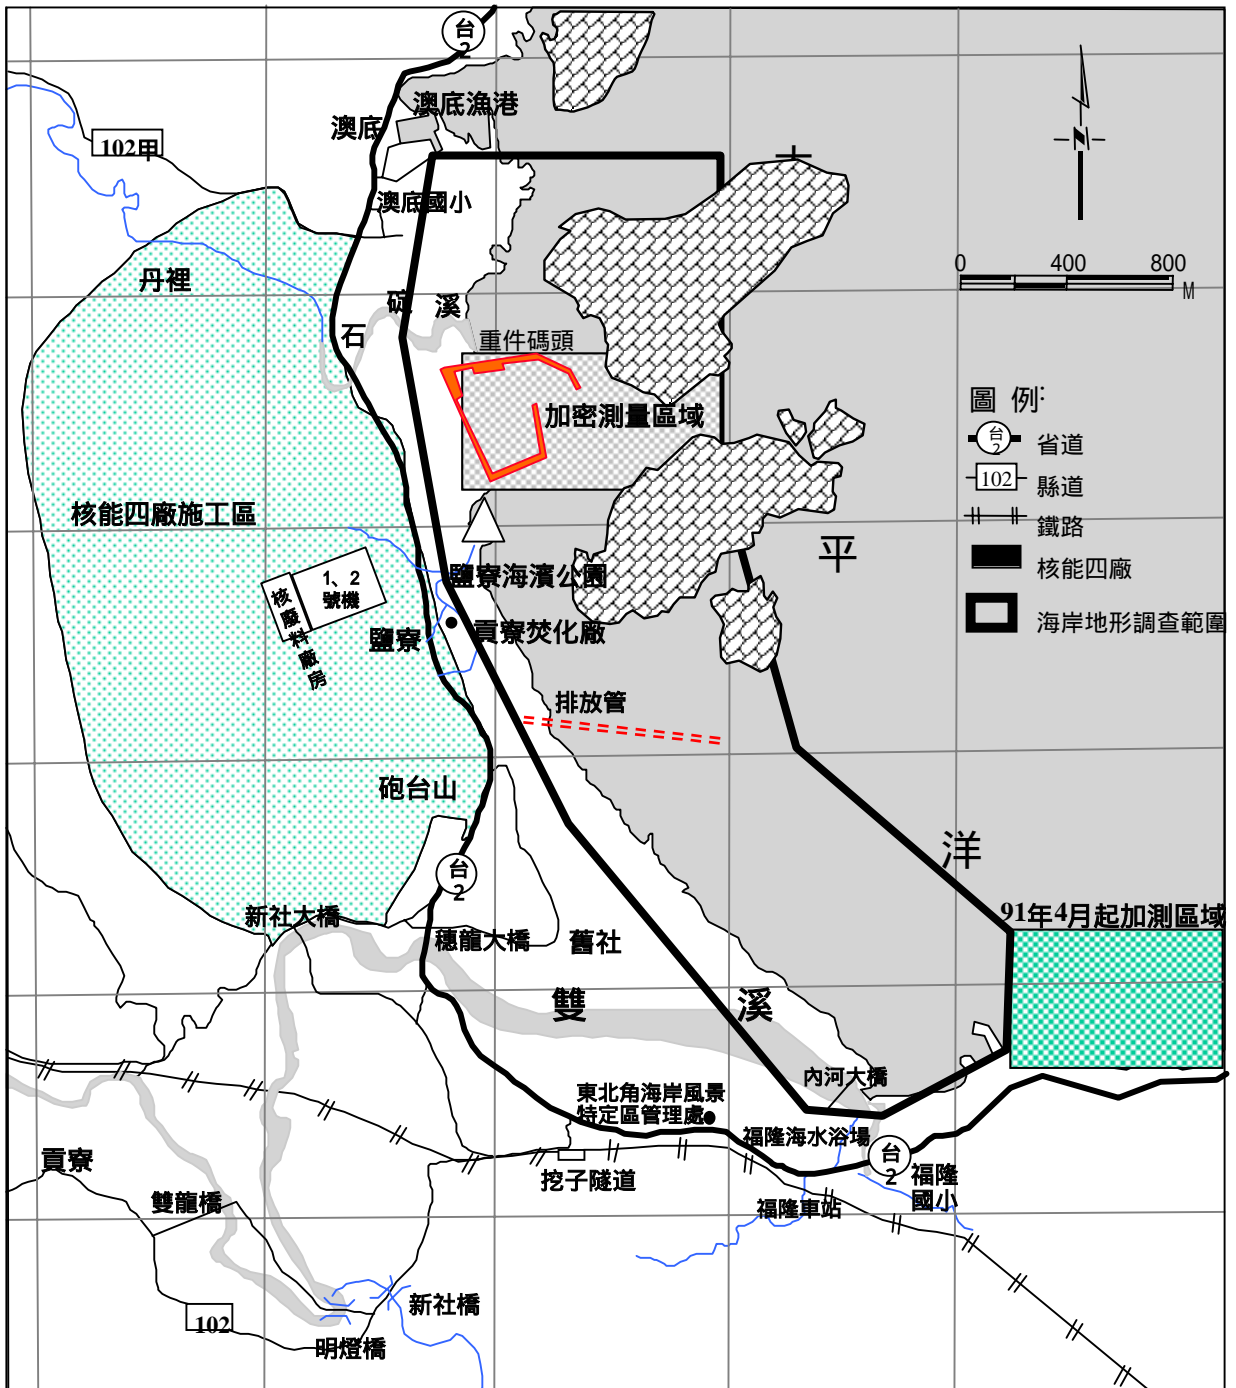 台
2
澳底漁港
澳底
102甲
澳底國小
丹裡
0 400 800
M
N
碇 溪
石
重件碼頭
太
加密測量區域
圖 例:
台
2
省道
102
縣道
鐵路
核能四廠
海岸地形調查範圍
核能四廠施工區
平
1、2
號機
核廢料廠房
鹽寮海濱公園
鹽寮
貢寮焚化廠
排放管
砲台山
洋
台
2
新社大橋
穗龍大橋
舊社
91年4月起加測區域
雙 溪
內河大橋
東北角海岸風景
特定區管理處
福隆海水浴場
台
2
福隆
國小
貢寮
挖子隧道
雙龍橋
福隆車站
新社橋
102
明燈橋